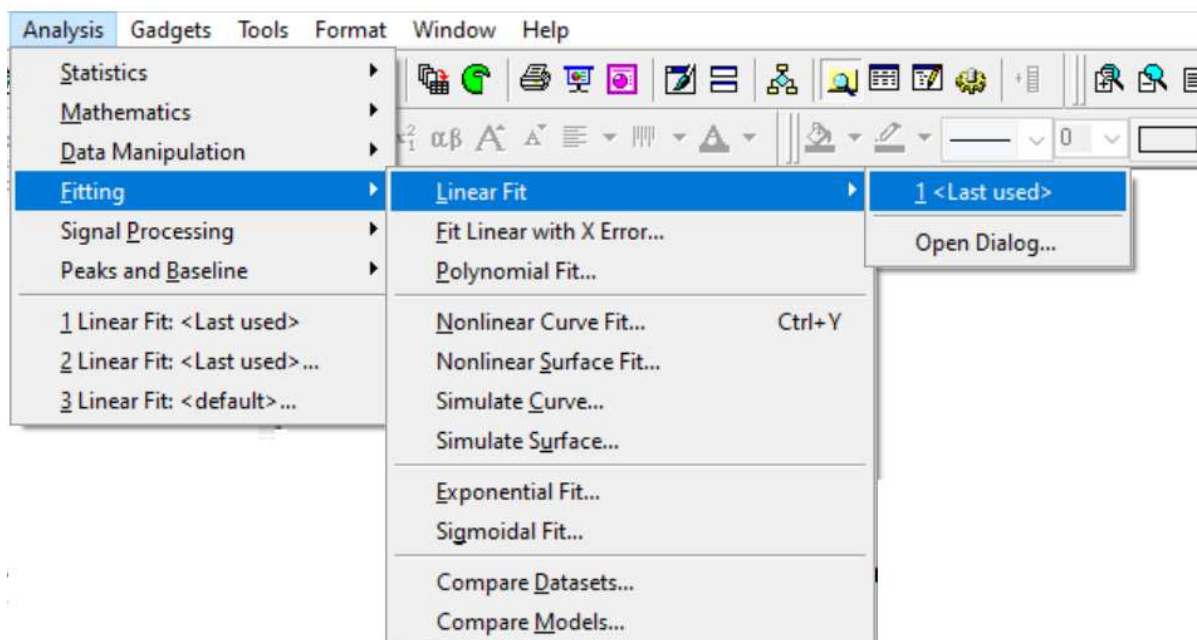 Analysis Gadgets Tools Format Window Help
Statistics
Mathematics
Data Manipulation
Fitting
Signal Processing
Peaks and Baseline
1 Linear Fit: <Last used>
2 Linear Fit: <Last used>...
3 Linear Fit: <default>...
αβ A A A 0
Linear Fit
Fit Linear with X Error...
Polynomial Fit...
Nonlinear Curve Fit... Ctrl+Y
Nonlinear Surface Fit...
Simulate Curve...
Simulate Surface...
Exponential Fit...
Sigmoidal Fit...
Compare Datasets...
Compare Models...
1 <Last used>
Open Dialog...